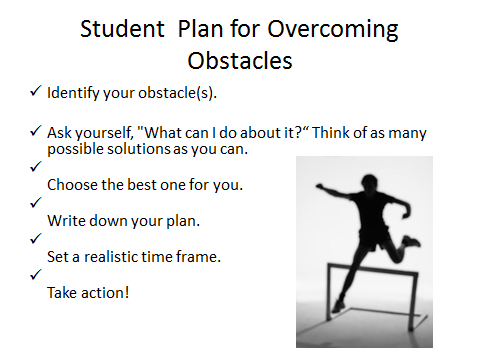 Student  Plan for Overcoming
Obstacles
✓ Identify your obstacle(s).
✓ Ask yourself, "What can I do about it?“ Think of as many
possible solutions as you can.
✓
Choose the best one for you.
✓
Write down your plan.
✓
Set a realistic time frame.
✓
Take action!